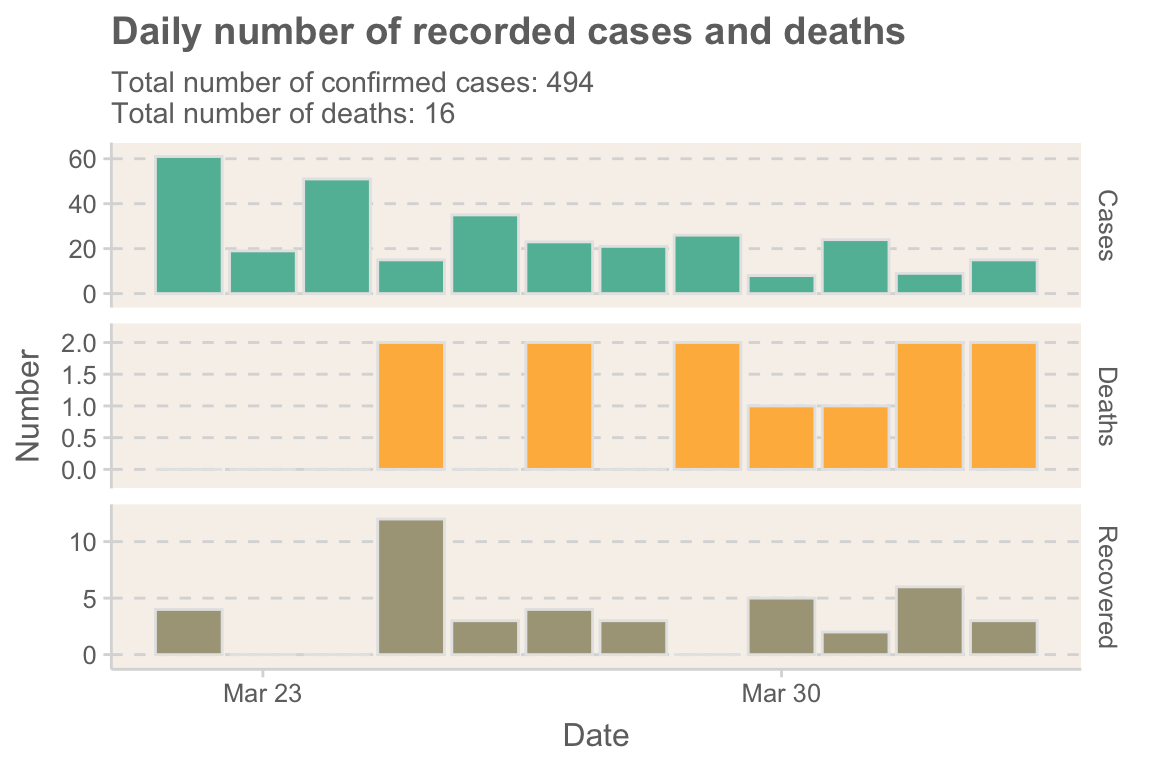 Daily number of recorded cases and deaths
Total number of confirmed cases: 494
Total number of deaths: 16
60
40
20
0
Cases
Number
2.0
1.5
1.0
0.5
0.0
Deaths
10
5
0
Recovered
Mar 23
Mar 30
Date